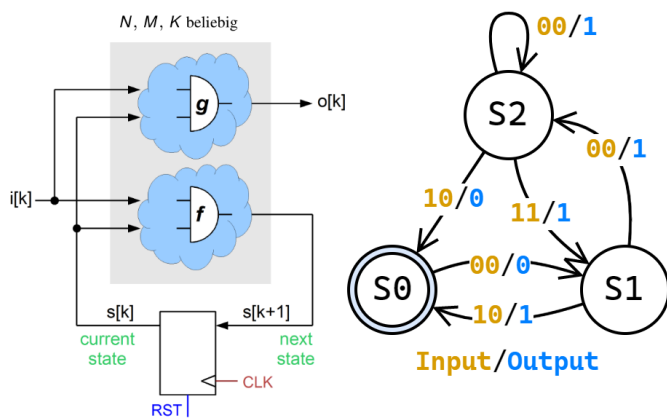 N, M, K beliebig
g
o[k]
i[k]
f
s[k]
s[k+1]
current
state
next
state
CLK
RST
00/1
S2
00/1
10/0
11/1
S0
00/0
S1
10/1
Input/Output